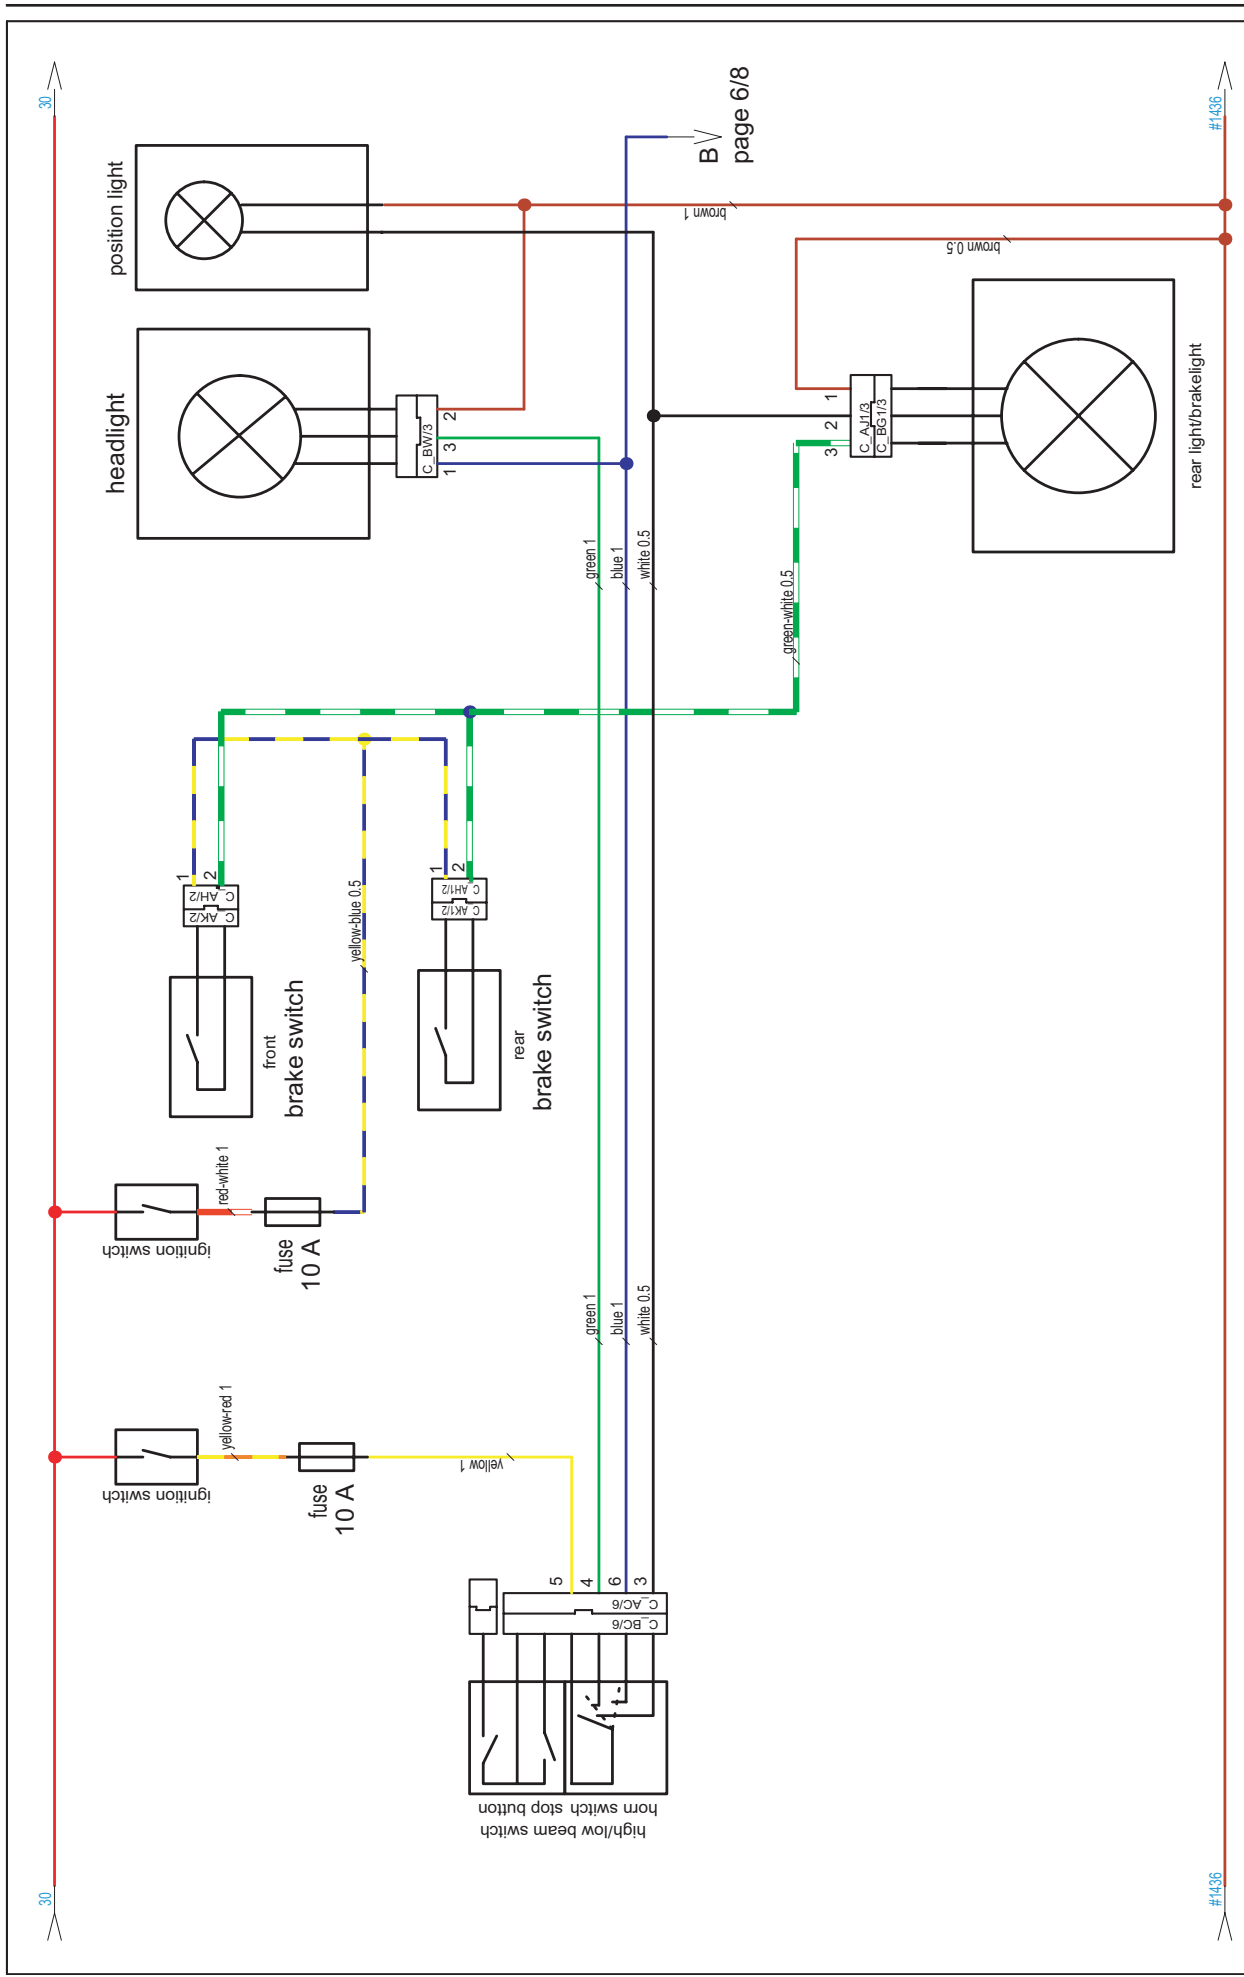 30
#1436
position light
B
page 6/8
brown 1
brown 0.5
headlight
C_BW/3
1
3
2
rear light/brakelight
C_AJ1/3
C_BG1/3
3
2
1
green 1
blue 1
white 0.5
green-white 0.5
1
2
C_AH/2
C_AK/2
front
brake switch
1
2
C_AH1/2
C_AK1/2
rear
brake switch
yellow-blue 0.5
red-white 1
ignition switch
fuse
10 A
green 1
blue 1
white 0.5
yellow-red 1
ignition switch
fuse
10 A
yellow 1
5
4
6
3
C_AC/6
C_BC/6
horn switch stop button
high/low beam switch
30
#1436